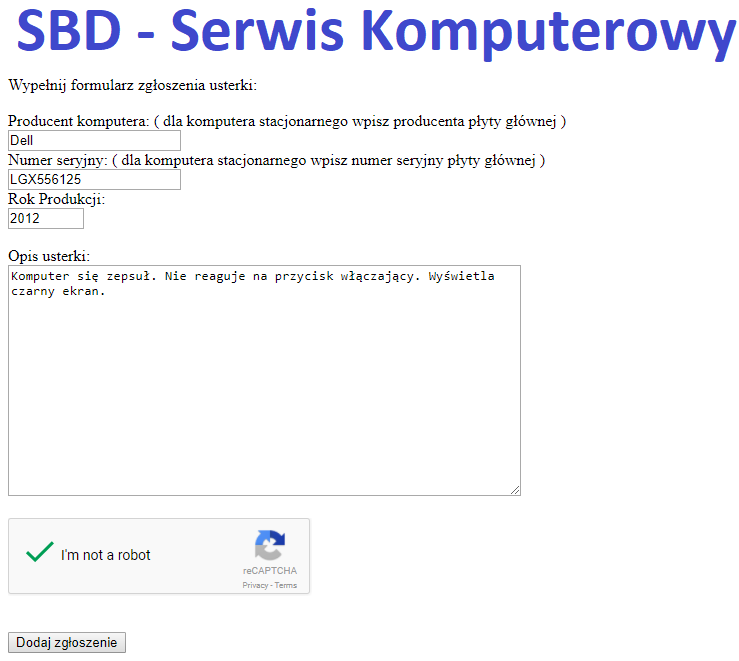 SBD - Serwis Komputerowy
Wypełnij formularz zgłoszenia usterki:
Producent komputera: ( dla komputera stacjonarnego wpisz producenta płyty głównej )
Dell
Numer seryjny: ( dla komputera stacjonarnego wpisz numer seryjny płyty głównej )
LGX556125
Rok Produkcji:
2012
Opis usterki:
Komputer się zepsuł. Nie reaguje na przycisk włączający. Wyświetla
czarny ekran.
I'm not a robot
reCAPTCHA
Privacy - Terms
Dodaj zgłoszenie